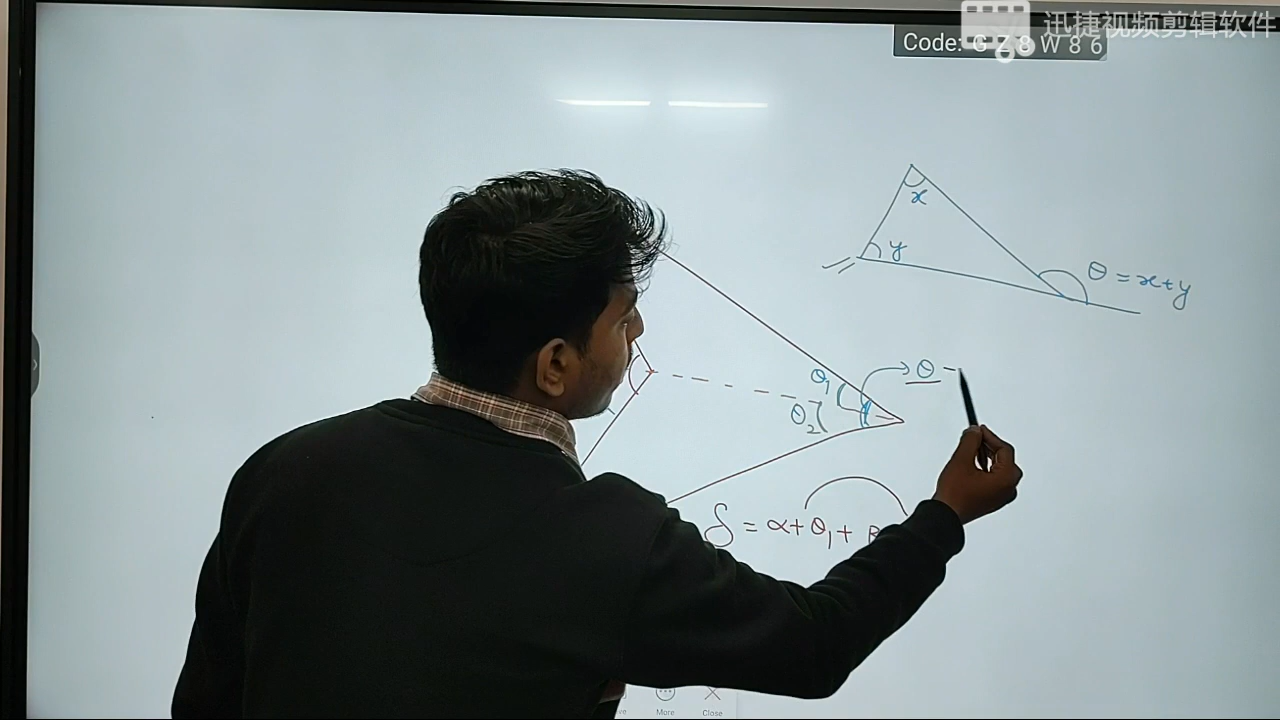 迅捷视频剪辑软件
Code: G Z 8 W 8 6
x
y
θ = x+y
θ₁
θ
θ₂
δ = α+θ₁+
More
Close